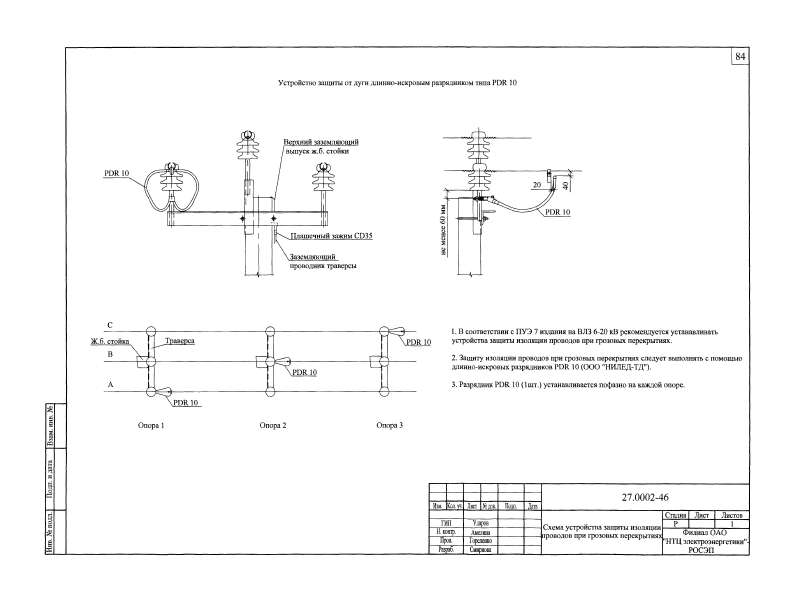 84
Устройство защиты от дуги длинно-искровым разрядником типа PDR 10
Верхний заземляющий
выпуск ж.б. стойки
PDR 10
Плашечный зажим CD35
Заземляющий
проводник траверсы
20
40
PDR 10
не менее 60 мм
C
Ж.б. стойка
Траверса
PDR 10
B
PDR 10
A
PDR 10
Опора 1
Опора 2
Опора 3
1. В соответствии с ПУЭ 7 издания на ВЛЗ 6-20 кВ рекомендуется устанавливать
устройства защиты изоляции проводов при грозовых перекрытиях.
2. Защиту изоляции проводов при грозовых перекрытиях следует выполнять с помощью
длинно-искровых разрядников PDR 10 (ООО "НИЛЕД-ТД").
3. Разрядник PDR 10 (1шт.) устанавливается пофазно на каждой опоре.
Взам. инв. №
Подп. и дата
Инв. № подл.
27.0002-46
Изм. Кол. уч. Лист № док. Подп. Дата
ГИП Ударов
Н. контр. Амелина
Пров. Гореленко
Разраб. Смирнова
Схема устройства защиты изоляции
проводов при грозовых перекрытиях
Стадия Лист Листов
Р 1
Филиал ОАО
"НТЦ электроэнергетики"-
РОСЭП